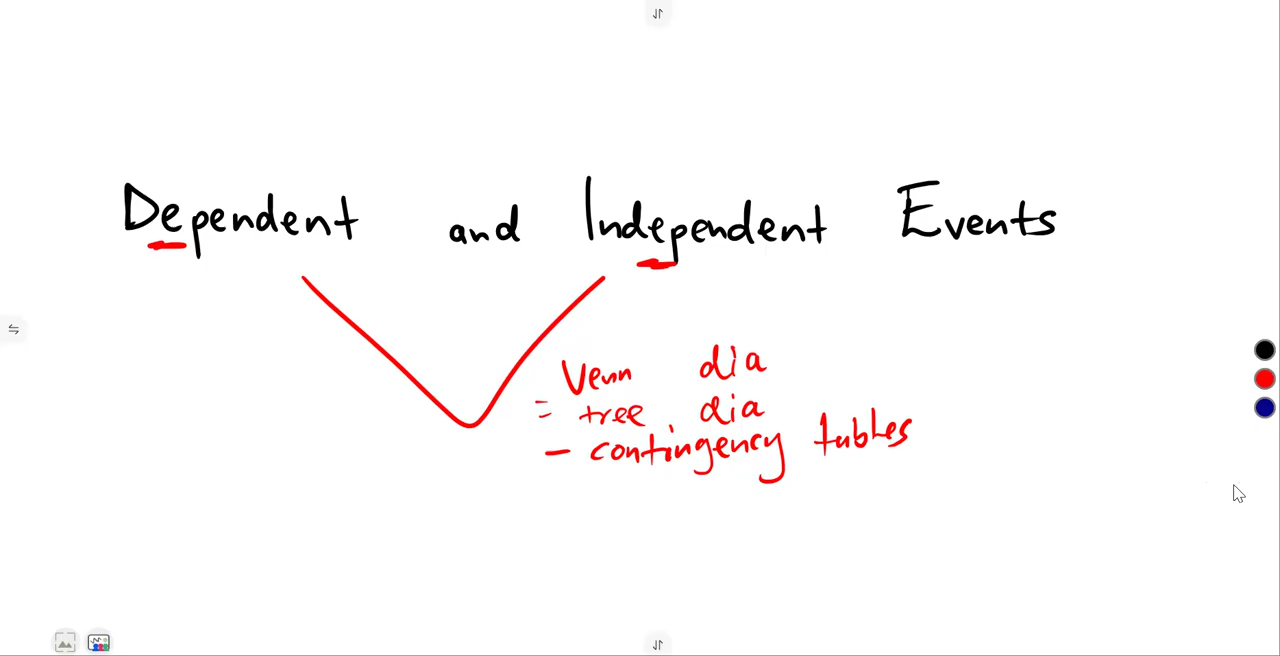 Dependent and Independent Events
Venn dia
= tree dia
- contingency tables